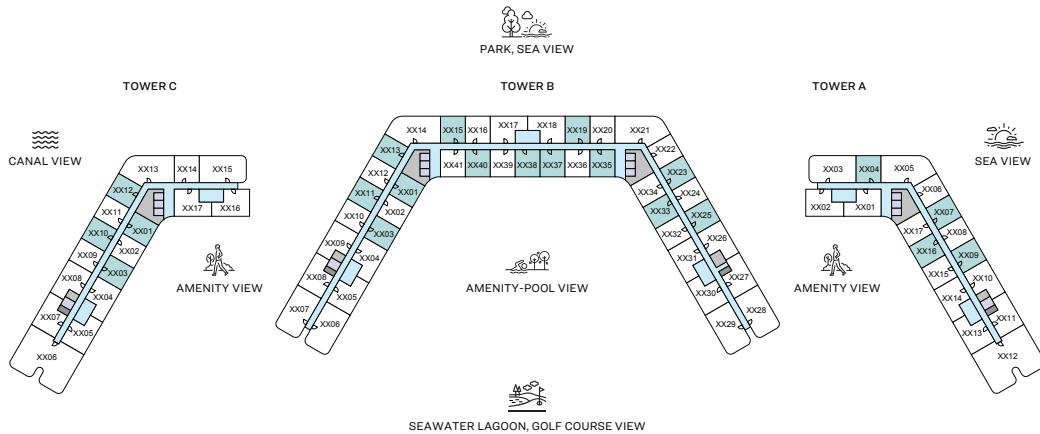 PARK, SEA VIEW
TOWER C
TOWER B
TOWER A
CANAL VIEW
SEA VIEW
XX13
XX14
XX15
XX12
XX11
XX10
XX09
XX08
XX07
XX06
XX17
XX16
XX01
XX02
XX03
XX04
XX05
AMENITY VIEW
XX14
XX15
XX16
XX17
XX18
XX19
XX20
XX21
XX13
XX12
XX11
XX10
XX09
XX08
XX07
XX06
XX05
XX04
XX03
XX02
XX01
XX41
XX40
XX39
XX38
XX37
XX36
XX35
XX22
XX23
XX24
XX25
XX26
XX27
XX28
XX29
XX30
XX31
XX32
XX33
XX34
AMENITY-POOL VIEW
AMENITY VIEW
XX03
XX04
XX05
XX02
XX01
XX06
XX07
XX08
XX09
XX10
XX11
XX12
XX13
XX14
XX15
XX16
XX17
SEAWATER LAGOON, GOLF COURSE VIEW